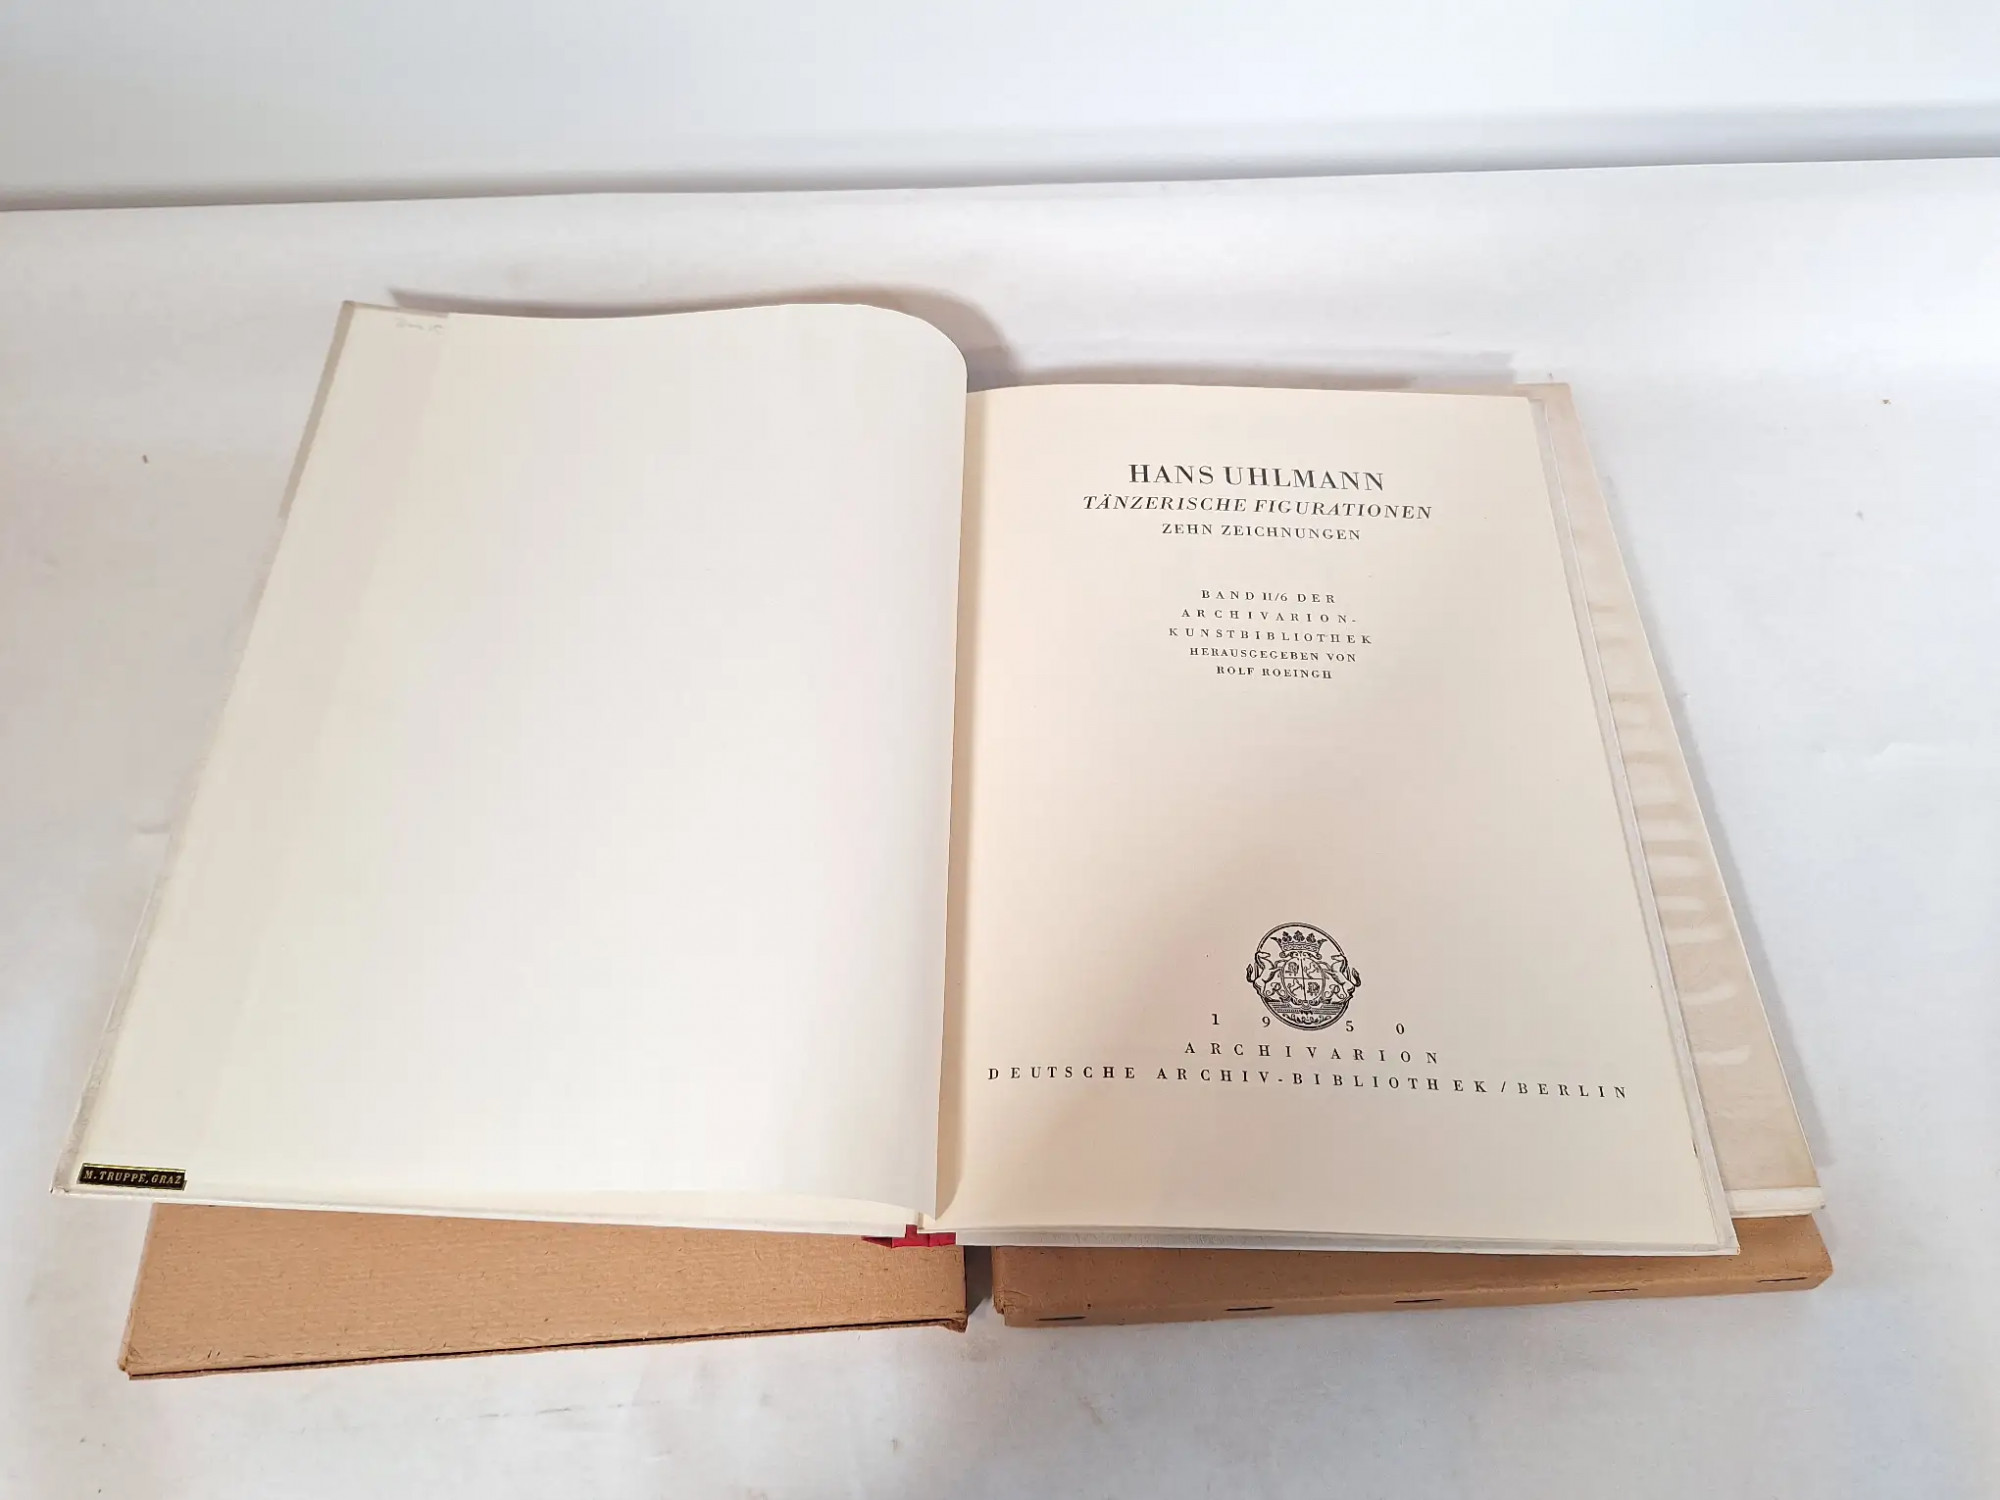 HANS UHLMANN
TÄNZERISCHE FIGURATIONEN
ZEHN ZEICHNUNGEN
BAND II/6 DER
ARCHIVARION-
KUNSTBIBLIOTHEK
HERAUSGEGEBEN VON
ROLF ROEINGH
1950
ARCHIVARION
DEUTSCHE ARCHIV-BIBLIOTHEK/BERLIN
M. TRUPPE, GRAZ